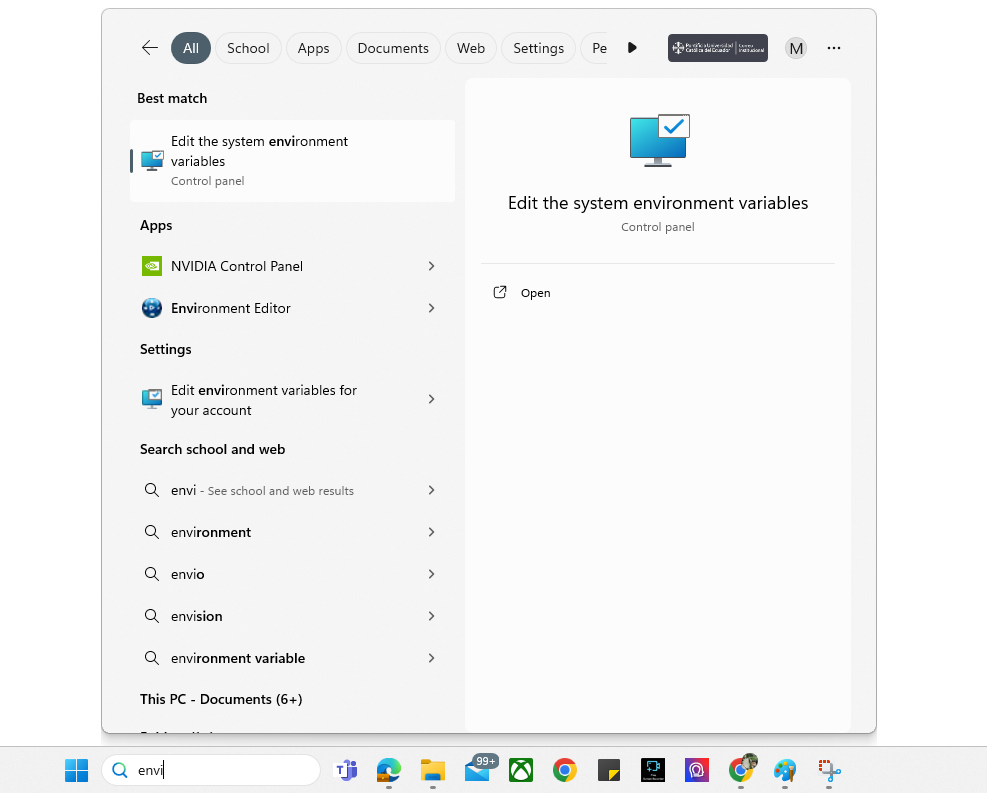 All School Apps Documents Web Settings Pe
Pontificia Universidad
Católica del Ecuador
Correo
Institucional
M
Best match
Edit the system environment
variables
Control panel
Apps
NVIDIA Control Panel
Environment Editor
Settings
Edit environment variables for
your account
Search school and web
envi - See school and web results
environment
envio
envision
environment variable
This PC - Documents (6+)
Edit the system environment variables
Control panel
Open
envi
99+